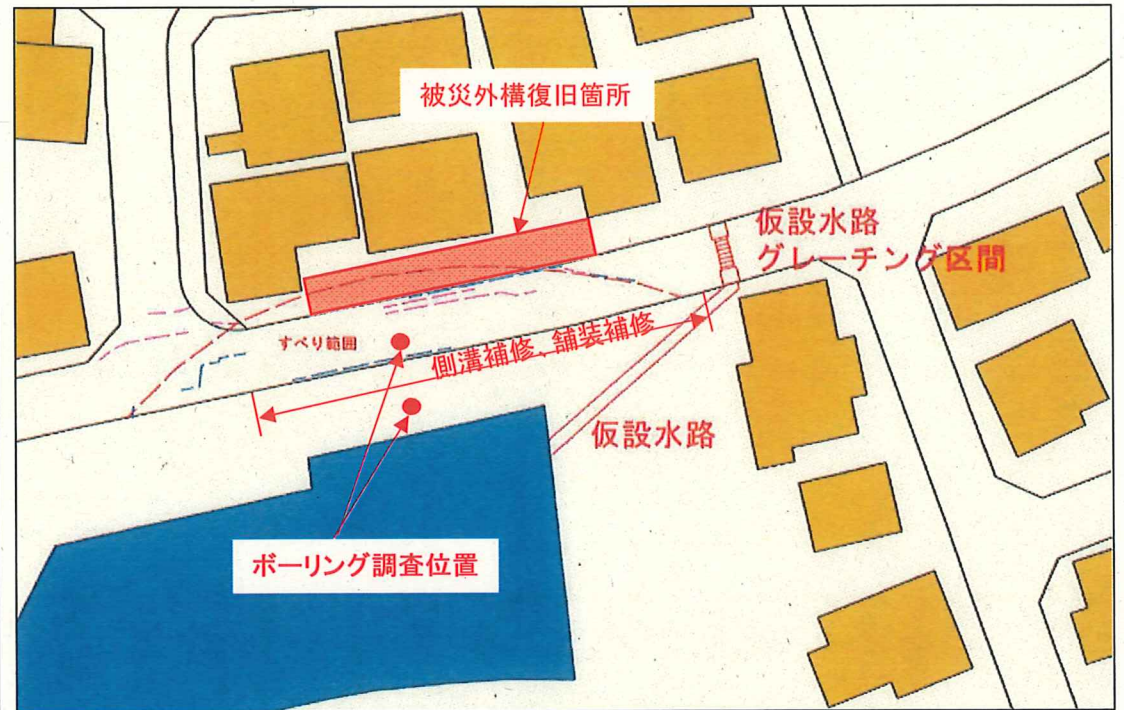 被災外構復旧箇所
仮設水路
グレーチング区間
すべり範囲
側溝補修、舗装補修
仮設水路
ボーリング調査位置